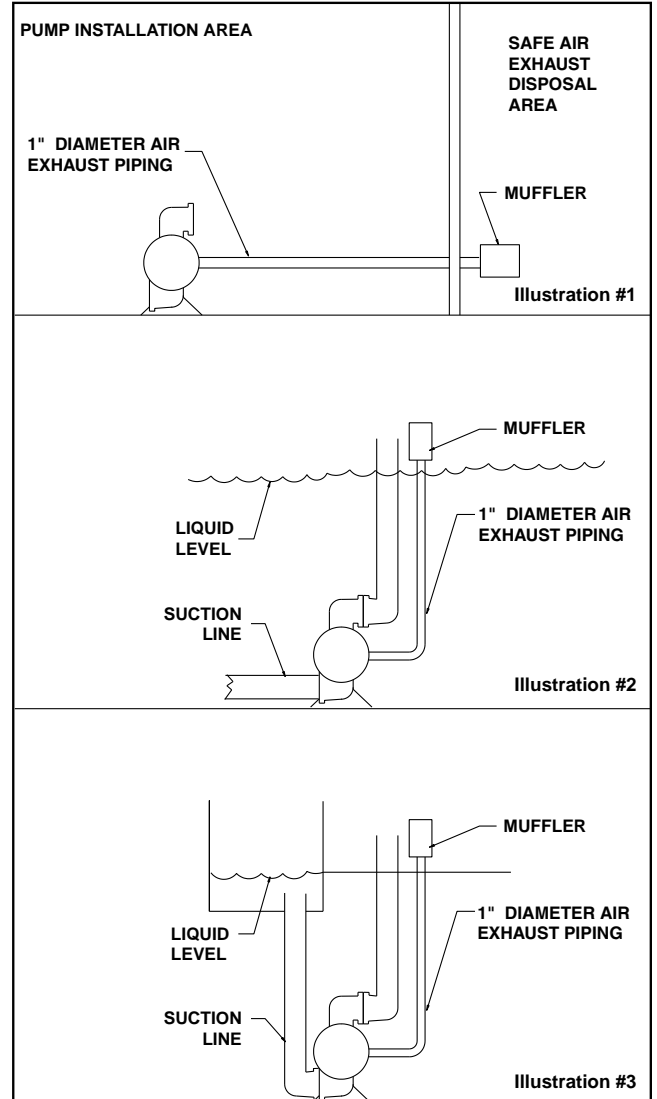 PUMP INSTALLATION AREA
SAFE AIR
EXHAUST
DISPOSAL
AREA
1" DIAMETER AIR
EXHAUST PIPING
MUFFLER
Illustration #1
MUFFLER
LIQUID
LEVEL
1" DIAMETER AIR
EXHAUST PIPING
SUCTION
LINE
Illustration #2
MUFFLER
LIQUID
LEVEL
1" DIAMETER AIR
EXHAUST PIPING
SUCTION
LINE
Illustration #3